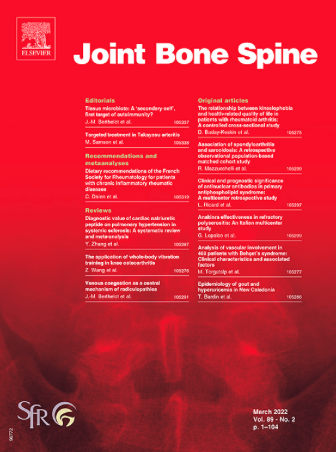 ELSEVIER
Joint Bone Spine
Editorials
Tissue microbiota: A 'secondary-self',
first target of autoimmunity?
J.-M. Berthelot et al.
Targeted treatment in Takayasu arteritis
M. Samson et al.
Recommendations and
metaanalyses
Dietary recommendations of the French
Society for Rheumatology for patients
with chronic inflammatory rheumatic
diseases
C. Daien et al. 105319
Reviews
Diagnostic value of cardiac natriuretic
peptide on pulmonary hypertension in
systemic sclerosis: A systematic review
and meta-analysis
Y. Zhang et al. 105287
The application of whole-body vibration
training in knee osteoarthritis
Z. Wang et al. 105276
Venous congestion as a central
mechanism of radiculopathies
J.-M. Berthelot et al. 105291
Original articles
The relationship between kinesiophobia
and health-related quality of life in
patients with rheumatoid arthritis:
A controlled cross-sectional study
D. Baday-Keskin et al. 105275
Association of spondyloarthritis
and sarcoidosis: A retrospective
observational population-based
matched cohort study
R. Mazzucchelli et al. 105290
Clinical and prognostic significance
of antinuclear antibodies in primary
antiphospholipid syndrome:
A multicenter retrospective study
L. Ricard et al. 105297
Anakinra effectiveness in refractory
polyserositis: An Italian multicenter
study
G. Lopalco et al. 105299
Analysis of vascular involvement in
460 patients with Behçet's syndrome:
Clinical characteristics and associated
factors
M. Torgutalp et al. 105277
Epidemiology of gout and
hyperuricemia in New Caledonia
T. Bardin et al. 105286
SFR
March 2022
Vol. 89 - No. 2
p. 1–104